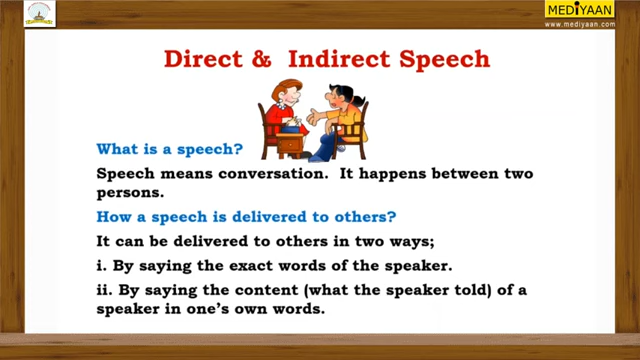 MEDiYAAN
www.mediyaan.com
Direct & Indirect Speech
What is a speech?
Speech means conversation. It happens between two
persons.
How a speech is delivered to others?
It can be delivered to others in two ways;
i. By saying the exact words of the speaker.
ii. By saying the content (what the speaker told) of a
speaker in one's own words.